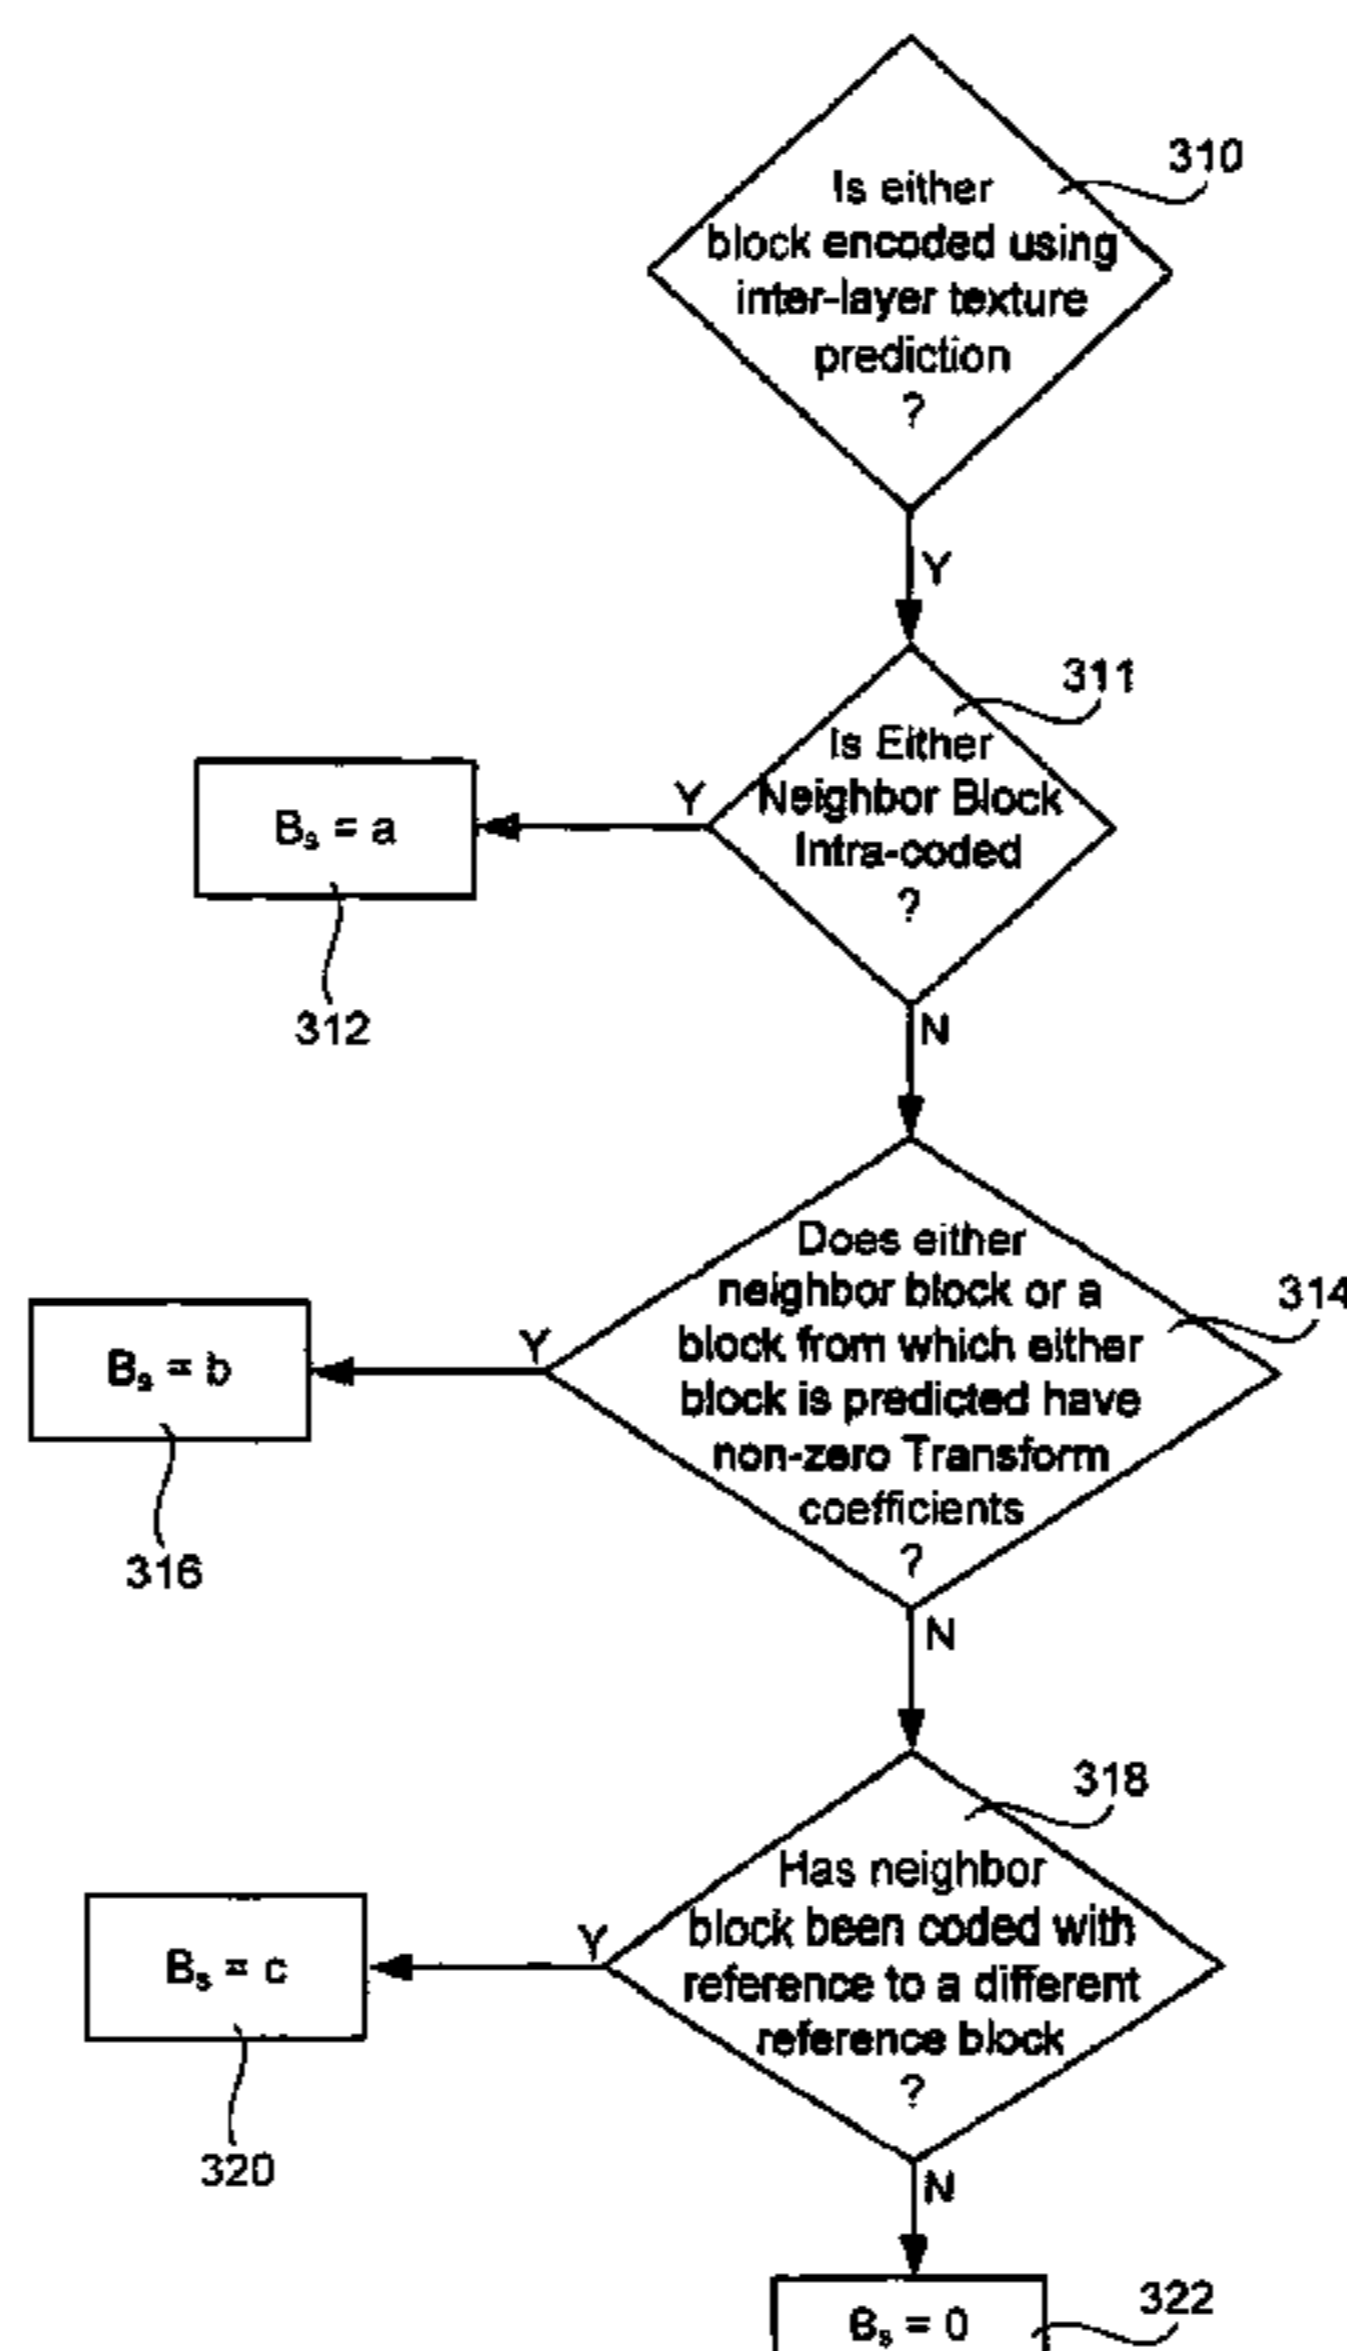 310
Is either
block encoded using
inter-layer texture
prediction
?
Y
311
Is Either
Neighbor Block
Intra-coded
?
Y
Bs = a
312
N
Does either
neighbor block or a
block from which either
block is predicted have
non-zero Transform
coefficients
?
314
Y
Bs = b
316
N
318
Has neighbor
block been coded with
reference to a different
reference block
?
Y
Bs = c
320
N
Bs = 0
322